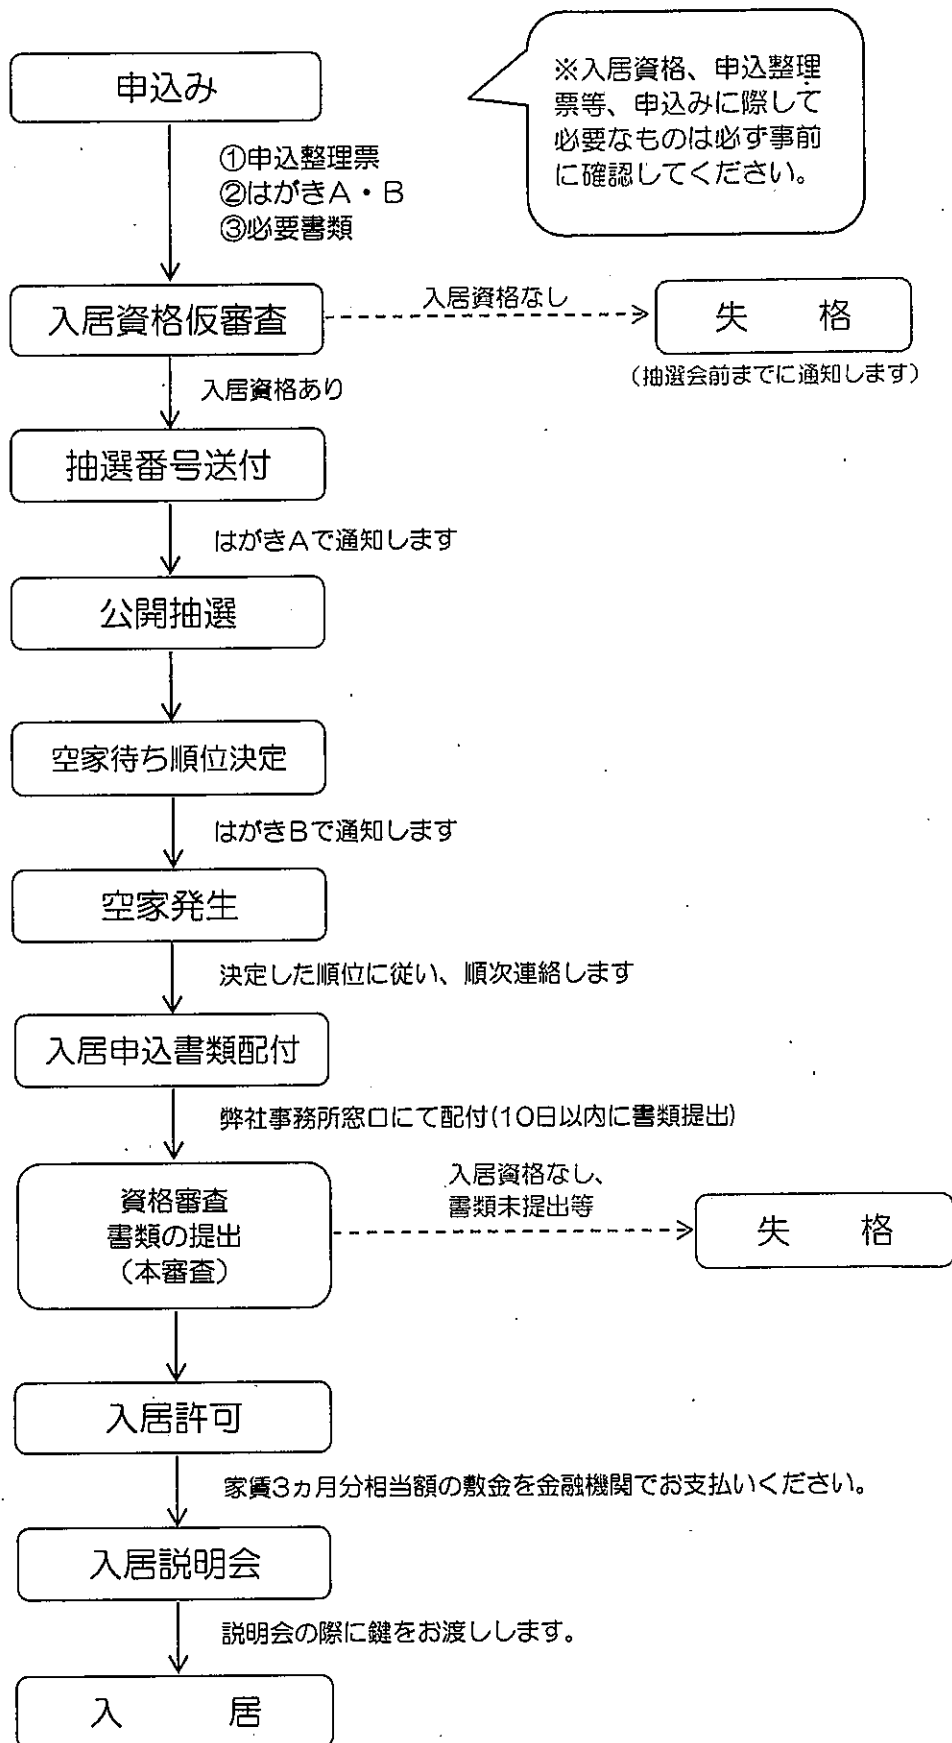 申込み
※入居資格、申込整理
票等、申込みに際して
必要なものは必ず事前
に確認してください。
①申込整理票
②はがきA・B
③必要書類
入居資格仮審査
入居資格なし
失　格
（抽選会前までに通知します）
入居資格あり
抽選番号送付
はがきAで通知します
公開抽選
空家待ち順位決定
はがきBで通知します
空家発生
決定した順位に従い、順次連絡します
入居申込書類配付
弊社事務所窓口にて配付(10日以内に書類提出)
資格審査
書類の提出
（本審査）
入居資格なし、
書類未提出等
失　格
入居許可
家賃3ヵ月分相当額の敷金を金融機関でお支払いください。
入居説明会
説明会の際に鍵をお渡しします。
入　居